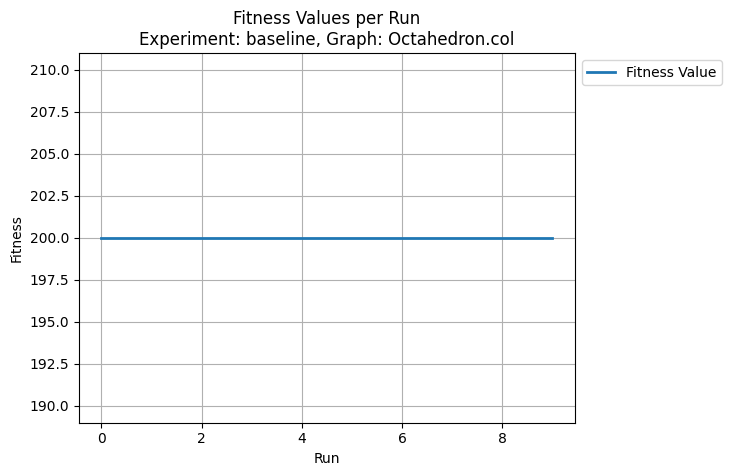 Fitness Values per Run
Experiment: baseline, Graph: Octahedron.col
Fitness Value
210.0
207.5
205.0
202.5
200.0
197.5
195.0
192.5
190.0
Fitness
0 2 4 6 8
Run